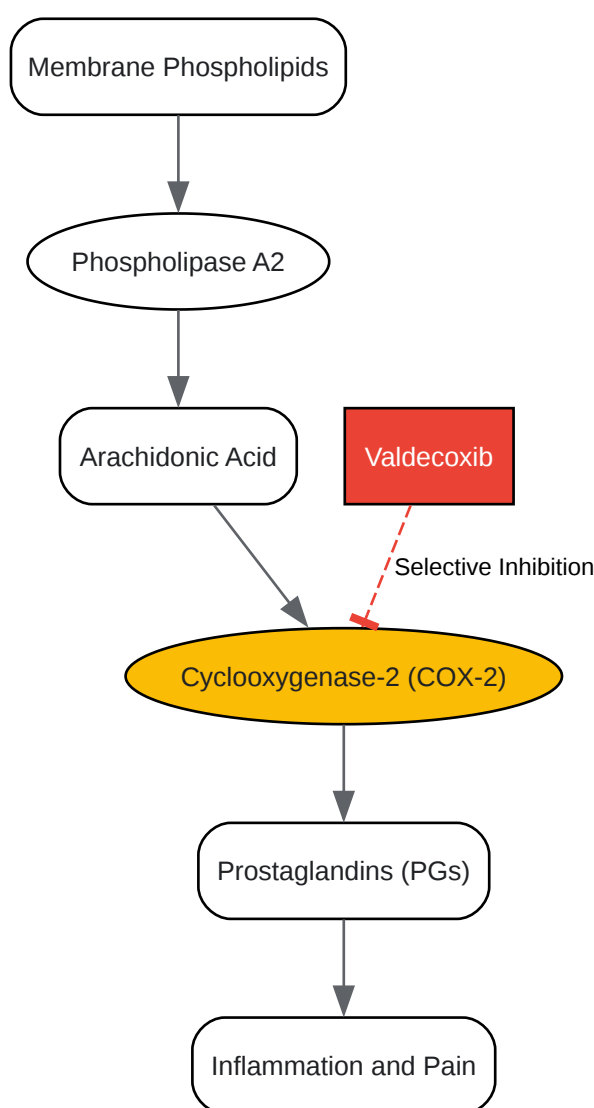 Membrane Phospholipids
Phospholipase A2
Arachidonic Acid
Valdecoxib
Selective Inhibition
Cyclooxygenase-2 (COX-2)
Prostaglandins (PGs)
Inflammation and Pain